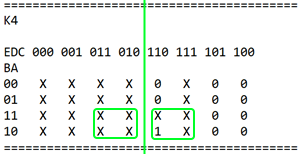 ================================================
K4
EDC 000 001 011 010 110 111 101 100
BA
00 X X X X 0 X 0 0
01 X X X X 0 X 0 0
11 X X X X X X 0 0
10 X X X X 1 X 0 0
================================================